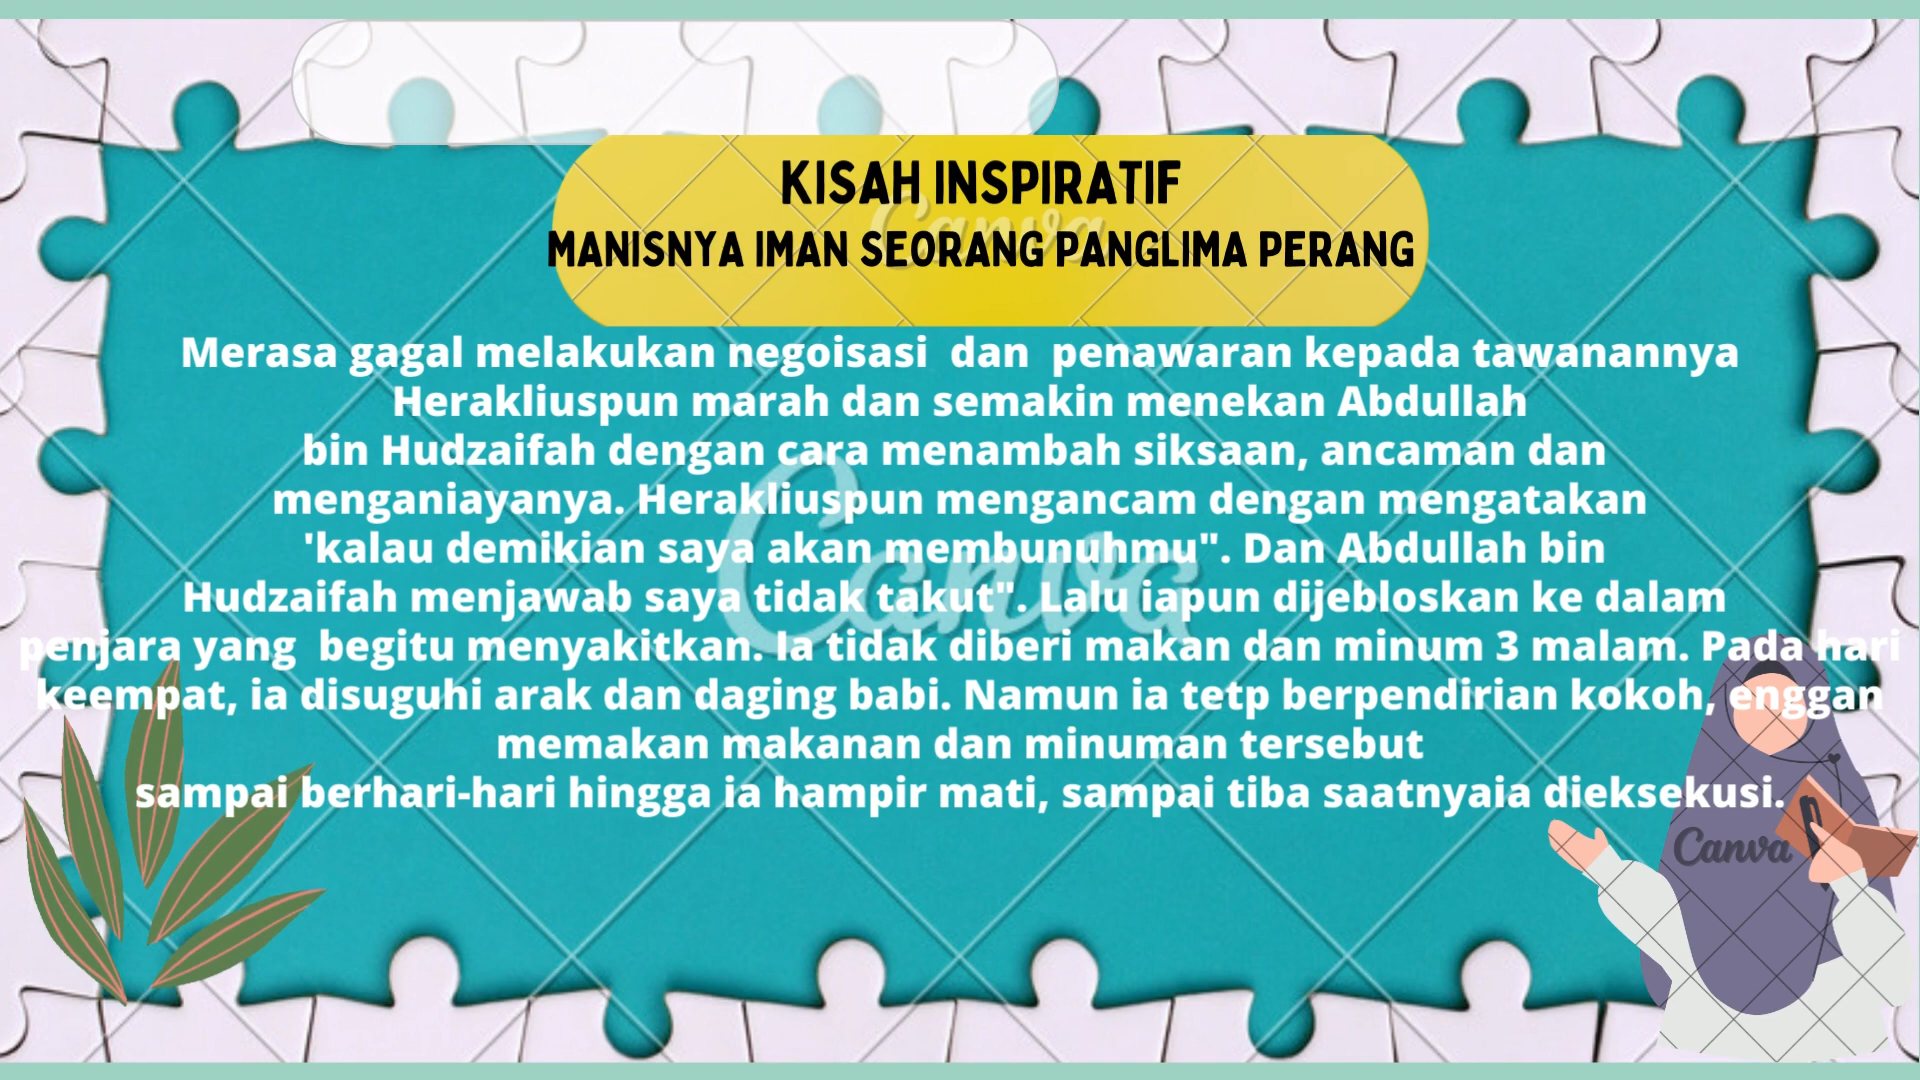 KISAH INSPIRATIF
MANISNYA IMAN SEORANG PANGLIMA PERANG
Merasa gagal melakukan negoisasi  dan  penawaran kepada tawanannya
Herakliuspun marah dan semakin menekan Abdullah
bin Hudzaifah dengan cara menambah siksaan, ancaman dan
menganiayanya. Herakliuspun mengancam dengan mengatakan
'kalau demikian saya akan membunuhmu". Dan Abdullah bin
Hudzaifah menjawab saya tidak takut". Lalu iapun dijebloskan ke dalam
penjara yang  begitu menyakitkan. Ia tidak diberi makan dan minum 3 malam. Pada hari
keempat, ia disuguhi arak dan daging babi. Namun ia tetp berpendirian kokoh, enggan
memakan makanan dan minuman tersebut
sampai berhari-hari hingga ia hampir mati, sampai tiba saatnyaia dieksekusi.
Canva
Canva
Canva